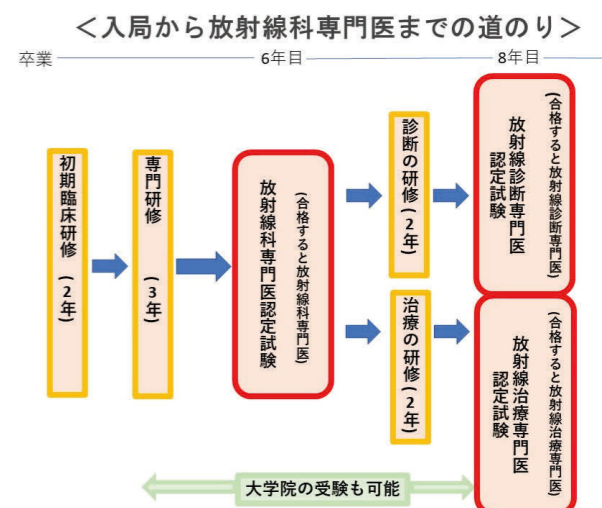 ＜入局から放射線科専門医までの道のり＞
卒業
6年目
8年目
初期臨床研修 (2年)
専門研修 (3年)
(合格すると放射線科専門医)
放射線科専門医認定試験
診断の研修(2年)
(合格すると放射線診断専門医)
放射線診断専門医
認定試験
治療の研修(2年)
(合格すると放射線治療専門医)
放射線治療専門医
認定試験
大学院の受験も可能